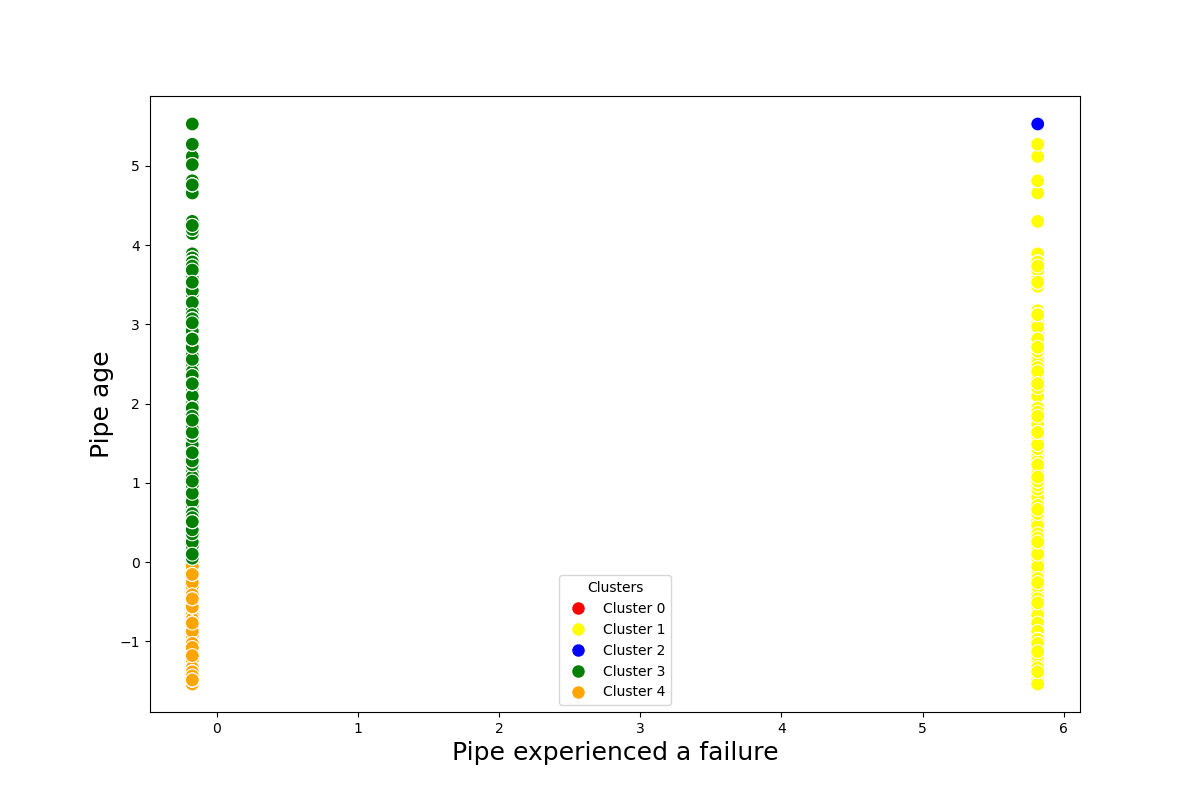 5
4
3
2
1
0
−1
Pipe age
Clusters
Cluster 0
Cluster 1
Cluster 2
Cluster 3
Cluster 4
0 1 2 3 4 5 6
Pipe experienced a failure